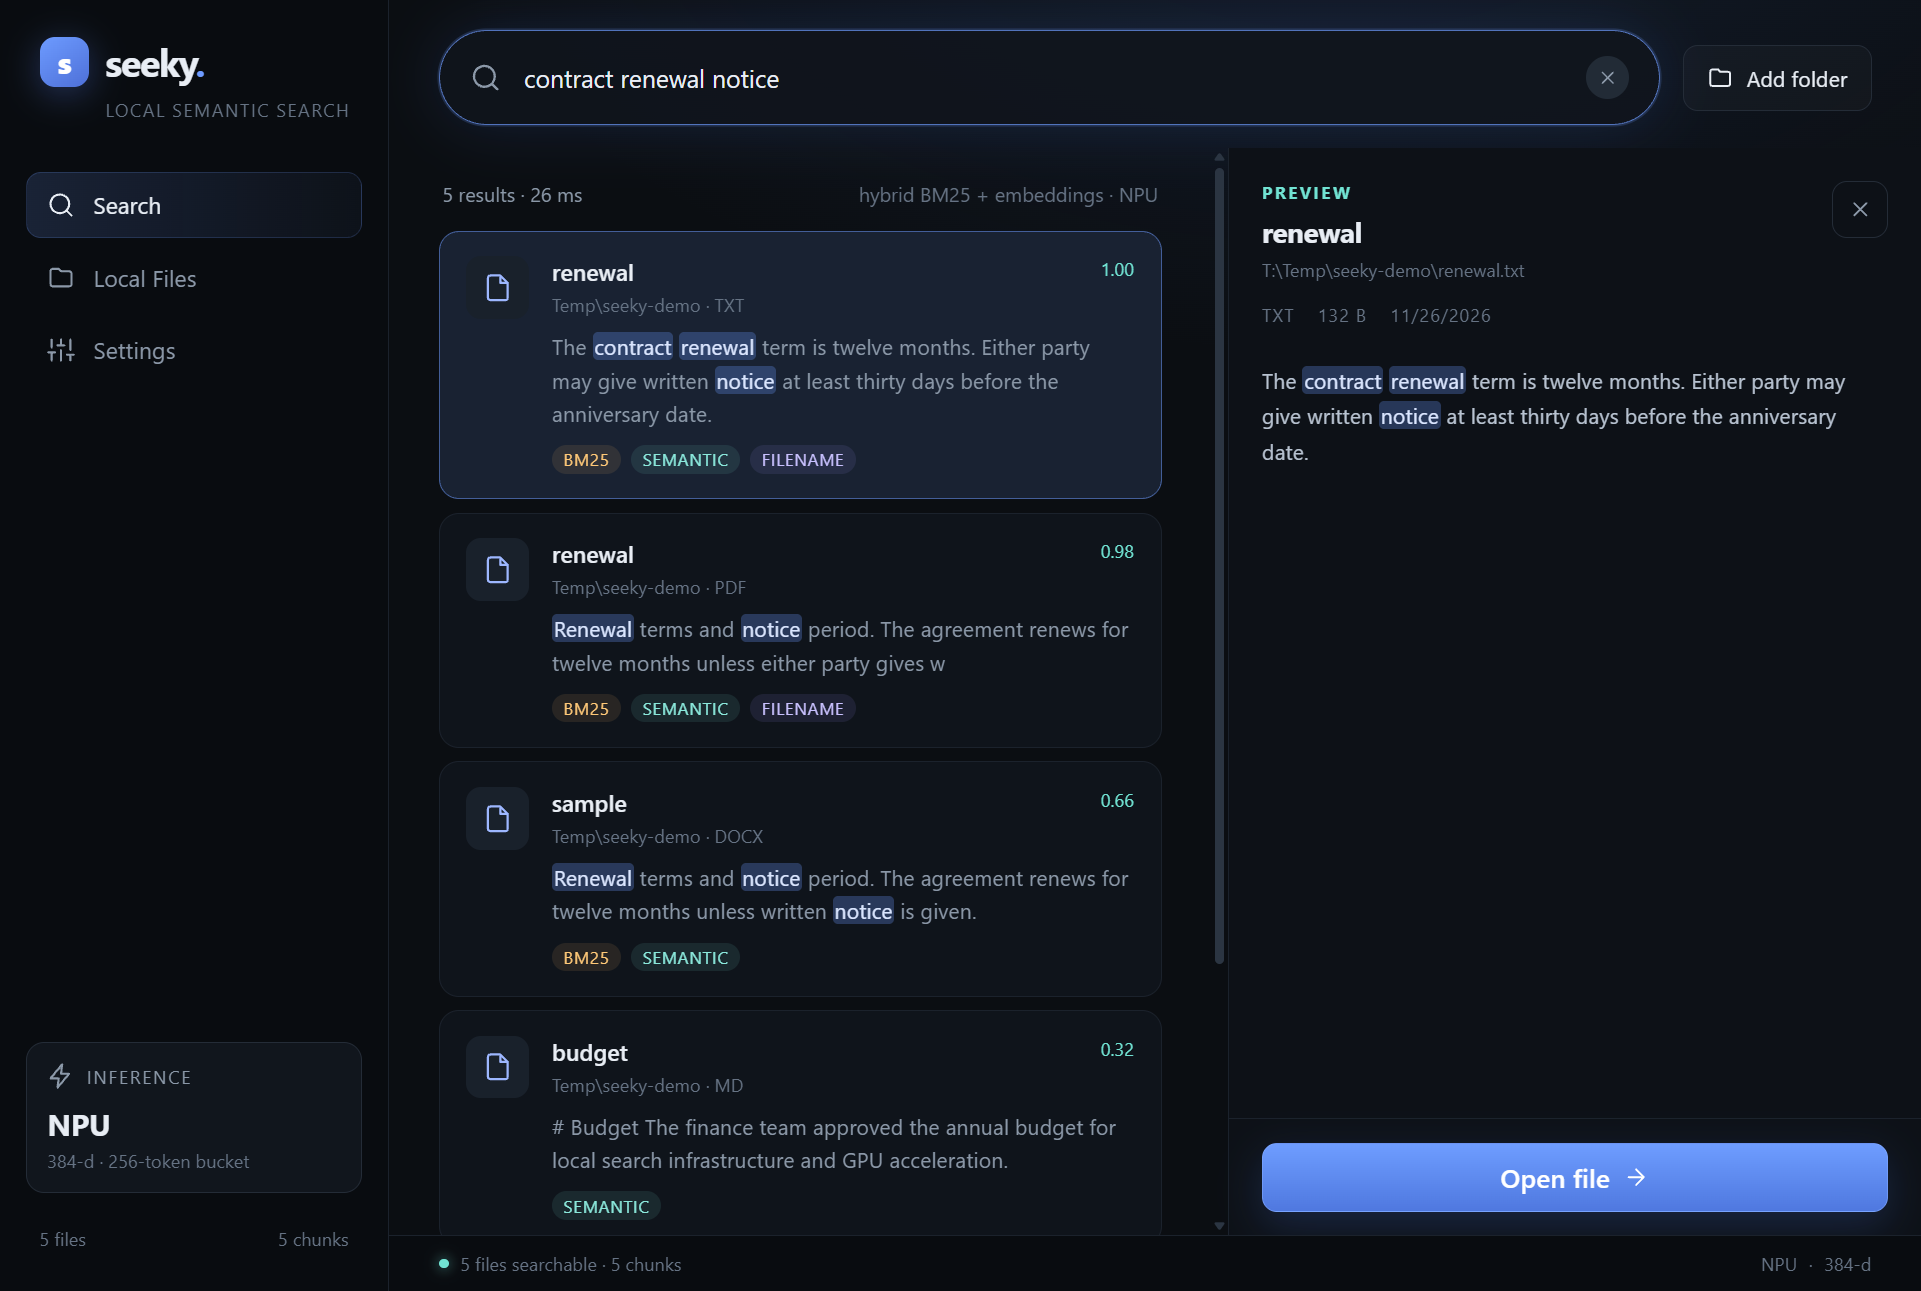 s seeky.
LOCAL SEMANTIC SEARCH
Search
Local Files
Settings
INFERENCE
NPU
384-d · 256-token bucket
5 files 5 chunks
contract renewal notice
Add folder
5 results · 26 ms hybrid BM25 + embeddings · NPU
renewal 1.00
Temp\seeky-demo · TXT
The contract renewal term is twelve months. Either party
may give written notice at least thirty days before the
anniversary date.
BM25 SEMANTIC FILENAME
renewal 0.98
Temp\seeky-demo · PDF
Renewal terms and notice period. The agreement renews for
twelve months unless either party gives w
BM25 SEMANTIC FILENAME
sample 0.66
Temp\seeky-demo · DOCX
Renewal terms and notice period. The agreement renews for
twelve months unless written notice is given.
BM25 SEMANTIC
budget 0.32
Temp\seeky-demo · MD
# Budget The finance team approved the annual budget for
local search infrastructure and GPU acceleration.
SEMANTIC
PREVIEW
renewal
T:\Temp\seeky-demo\renewal.txt
TXT 132 B 11/26/2026
The contract renewal term is twelve months. Either party may
give written notice at least thirty days before the anniversary
date.
Open file
5 files searchable · 5 chunks NPU · 384-d